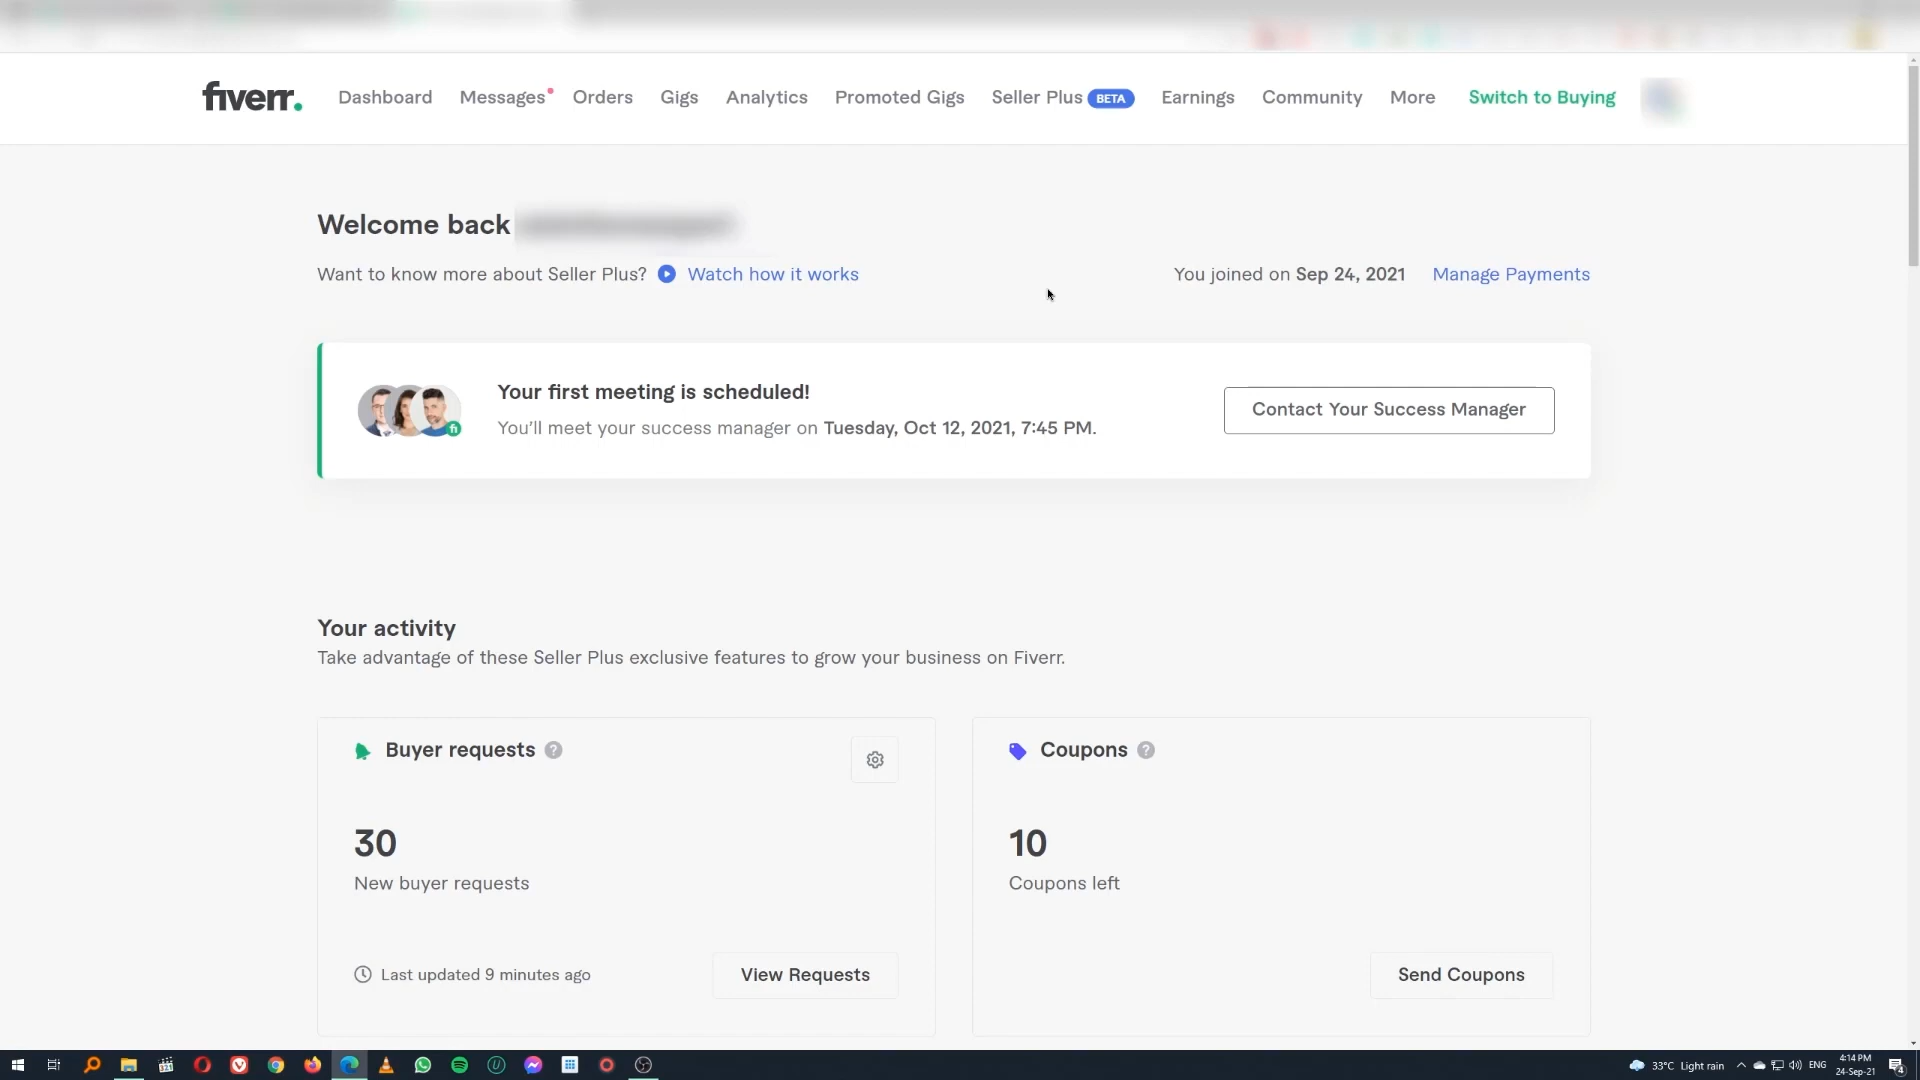 fiverr.
Dashboard Messages Orders Gigs Analytics Promoted Gigs Seller Plus BETA Earnings Community More Switch to Buying
Welcome back
Want to know more about Seller Plus? Watch how it works You joined on Sep 24, 2021 Manage Payments
Your first meeting is scheduled!
You'll meet your success manager on Tuesday, Oct 12, 2021, 7:45 PM.
Contact Your Success Manager
fi
Your activity
Take advantage of these Seller Plus exclusive features to grow your business on Fiverr.
Buyer requests ?
30
New buyer requests
Last updated 9 minutes ago View Requests
Coupons ?
10
Coupons left
Send Coupons
33°C Light rain ENG 4:14 PM
24-Sep-21 4